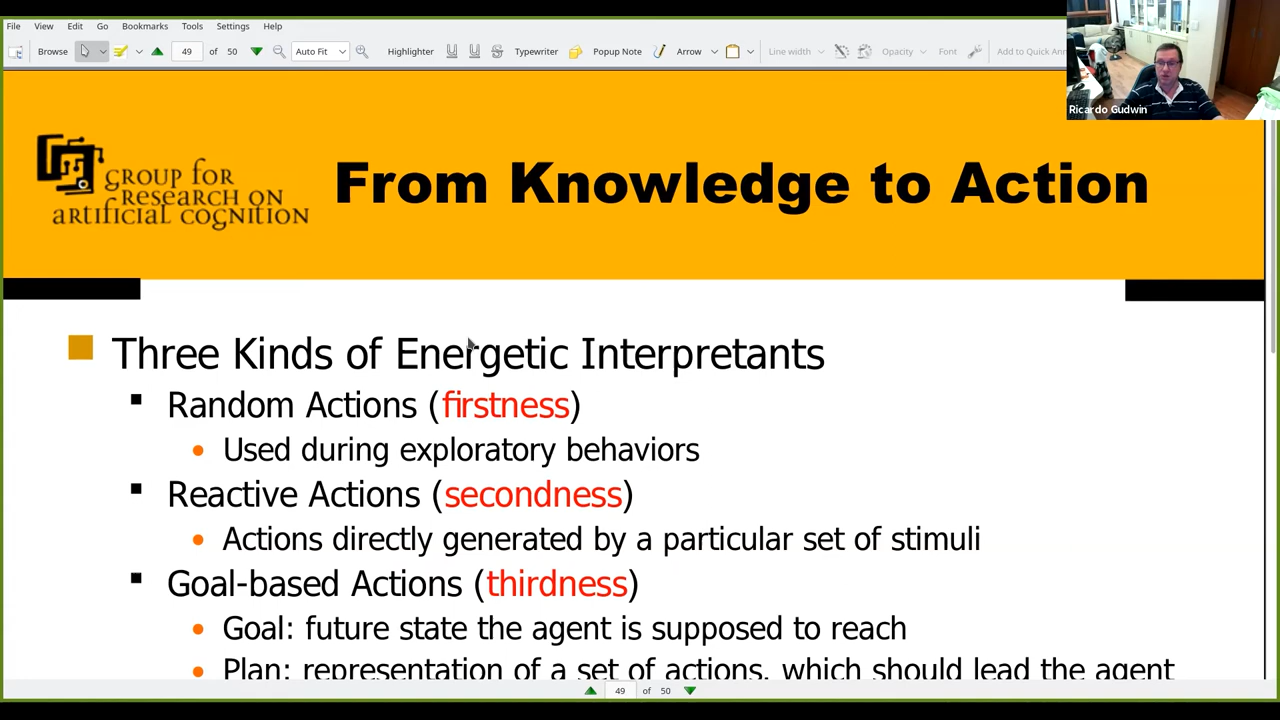 File View Edit Go Bookmarks Tools Settings Help
Browse 49 of 50 Auto Fit Highlighter Typewriter Popup Note Arrow Line width Opacity Font Add to Quick
Ricardo Gudwin
GROUP FOR
RESEARCH ON
ARTIFICIAL COGNITION
From Knowledge to Action
Three Kinds of Energetic Interpretants
Random Actions (firstness)
Used during exploratory behaviors
Reactive Actions (secondness)
Actions directly generated by a particular set of stimuli
Goal-based Actions (thirdness)
Goal: future state the agent is supposed to reach
Plan: representation of a set of actions, which should lead the agent
49 of 50